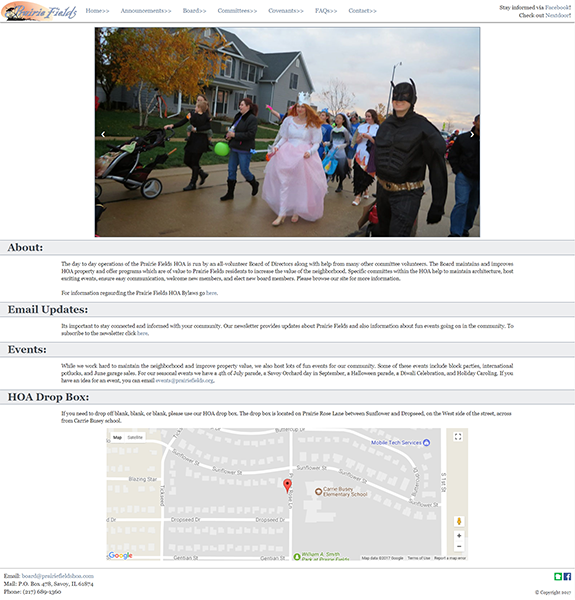 Prairie Fields
Home>> Announcements>> Board>> Committees>> Covenants>> FAQs>> Contact>>
Stay informed via Facebook!
Check out Nextdoor!
About:
The day to day operations of the Prairie Fields HOA is run by an all-volunteer Board of Directors along with help from many other committee volunteers. The Board maintains and improves
HOA property and offer programs which are of value to Prairie Fields residents to increase the value of the neighborhood. Specific committees within the HOA help to maintain architecture, host
exciting events, ensure easy communication, welcome new members, and elect new board members. Please browse our site for more information.
For information regarding the Prairie Fields HOA Bylaws go here.
Email Updates:
Its important to stay connected and informed with your community. Our newsletter provides updates about Prairie Fields and also information about fun events going on in the community. To
subscribe to the newsletter click here.
Events:
While we work hard to maintain the neighborhood and improve property value, we also host lots of fun events for our community. Some of these events include block parties, international
potlucks, and June garage sales. For our seasonal events we have a 4th of July parade, a Savoy Orchard day in September, a Halloween parade, a Diwali Celebration, and Holiday Caroling. If you
have an idea for an event, you can email events@prairiefields.org.
HOA Drop Box:
If you need to drop off blank, blank, or blank, please use our HOA drop box. The drop box is located on Prairie Rose Lane between Sunflower and Dropseed, on the West side of the street, across
from Carrie Busey school.
Map Satellite
Buttercup Dr
Mobile Tech Services
Sunflower St
Sunflower St
Sunflower St
Blazing Star
Tickseed
Carrie Busey
Elementary School
S 1st St
Dropseed Dr
Dropseed Dr
Gentian St
Gentian St
William A. Smith
Park at Prairie Fields
Google
Map data ©2017 Google Terms of Use Report a map error
Email: board@prairiefieldshoa.com
Mail: P.O. Box 478, Savoy, IL 61874
Phone: (217) 689-1360
© Copyright 2017